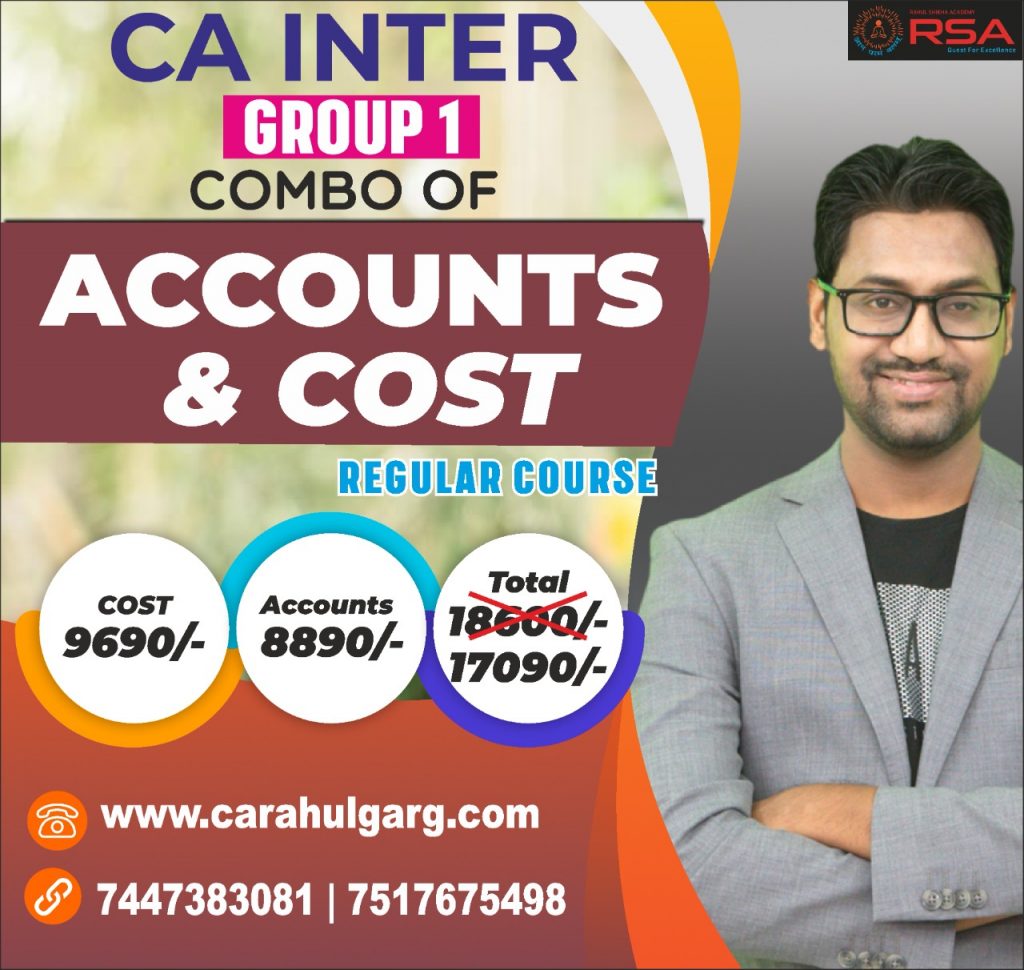 CA INTER
GROUP 1
COMBO OF
ACCOUNTS
& COST
REGULAR COURSE
COST
9690/-
Accounts
8890/-
Total
18600/-
17090/-
www.carahulgarg.com
7447383081 | 7517675498
RSA
Quest For Excellence